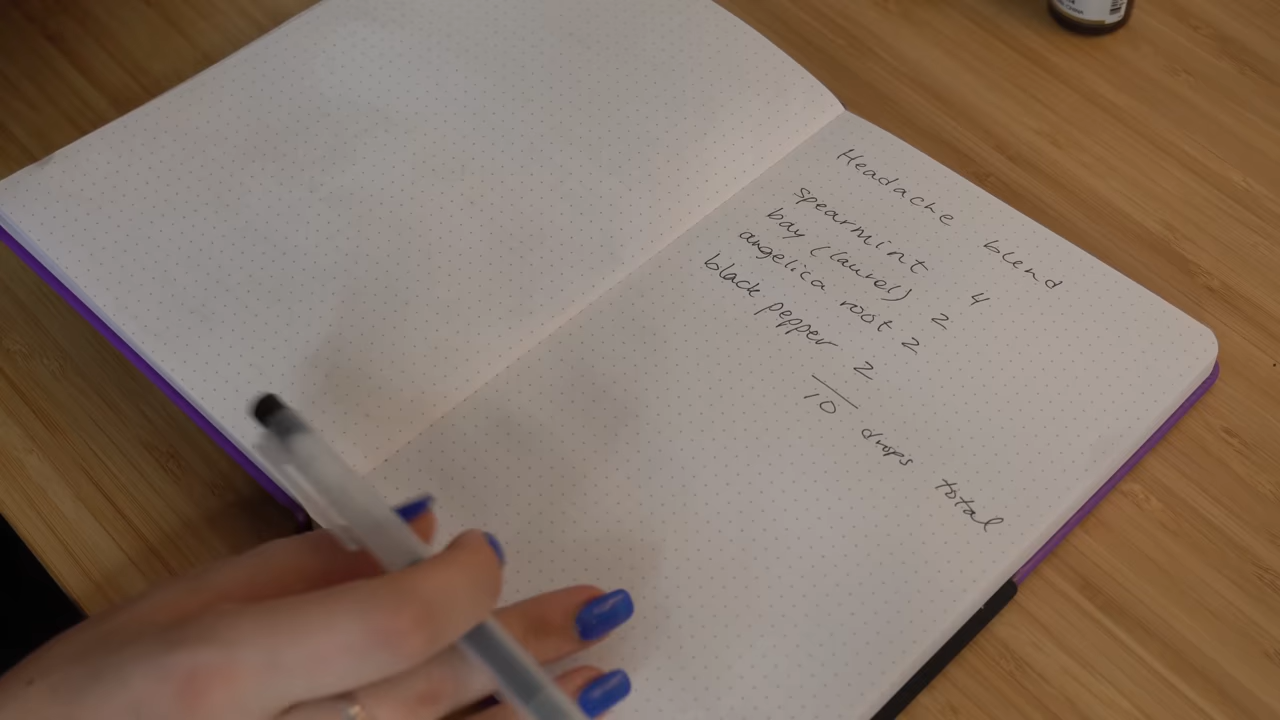 Headache blend
spearmint 4
bay (laurel) 2
angelica root 2
black pepper 2
10 drops total